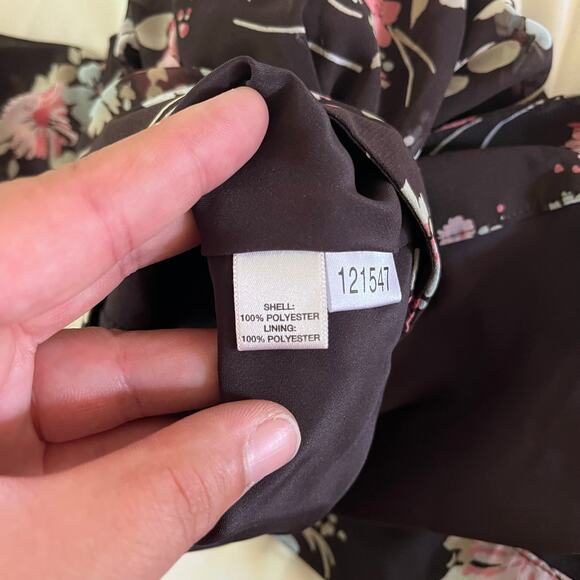 SHELL:
100% POLYESTER
LINING:
100% POLYESTER
121547